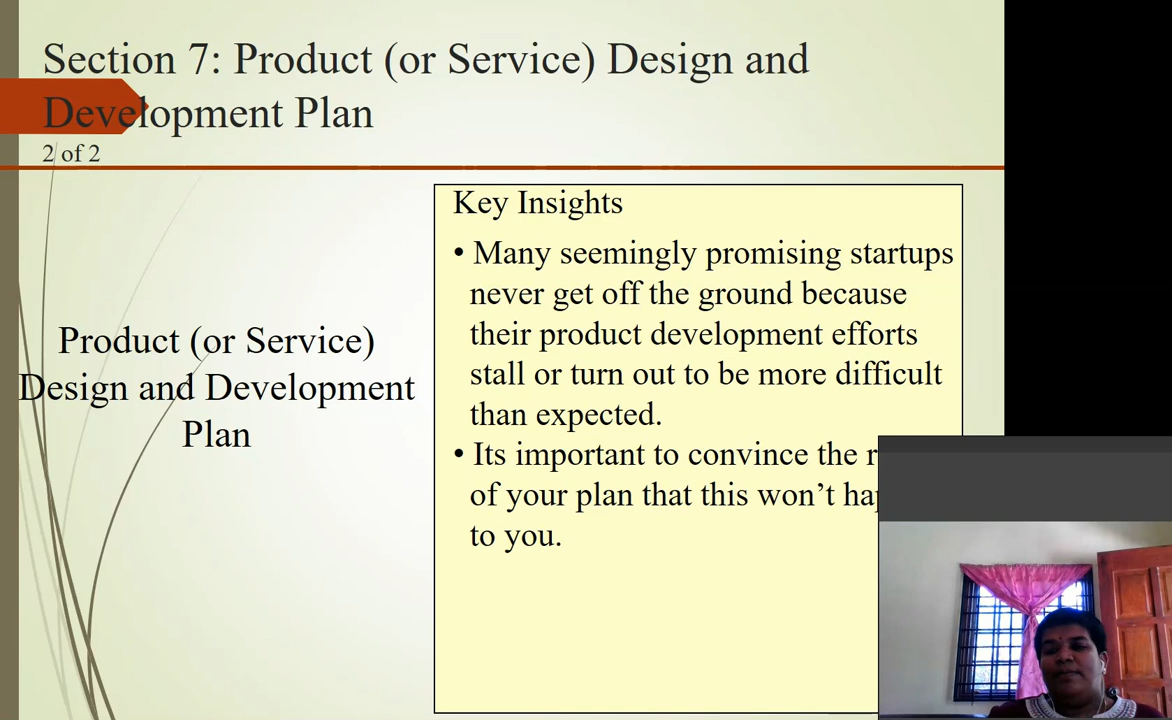 Section 7: Product (or Service) Design and
Development Plan
2 of 2
Product (or Service)
Design and Development
Plan
Key Insights
• Many seemingly promising startups
never get off the ground because
their product development efforts
stall or turn out to be more difficult
than expected.
• Its important to convince the
of your plan that this won’t
to you.